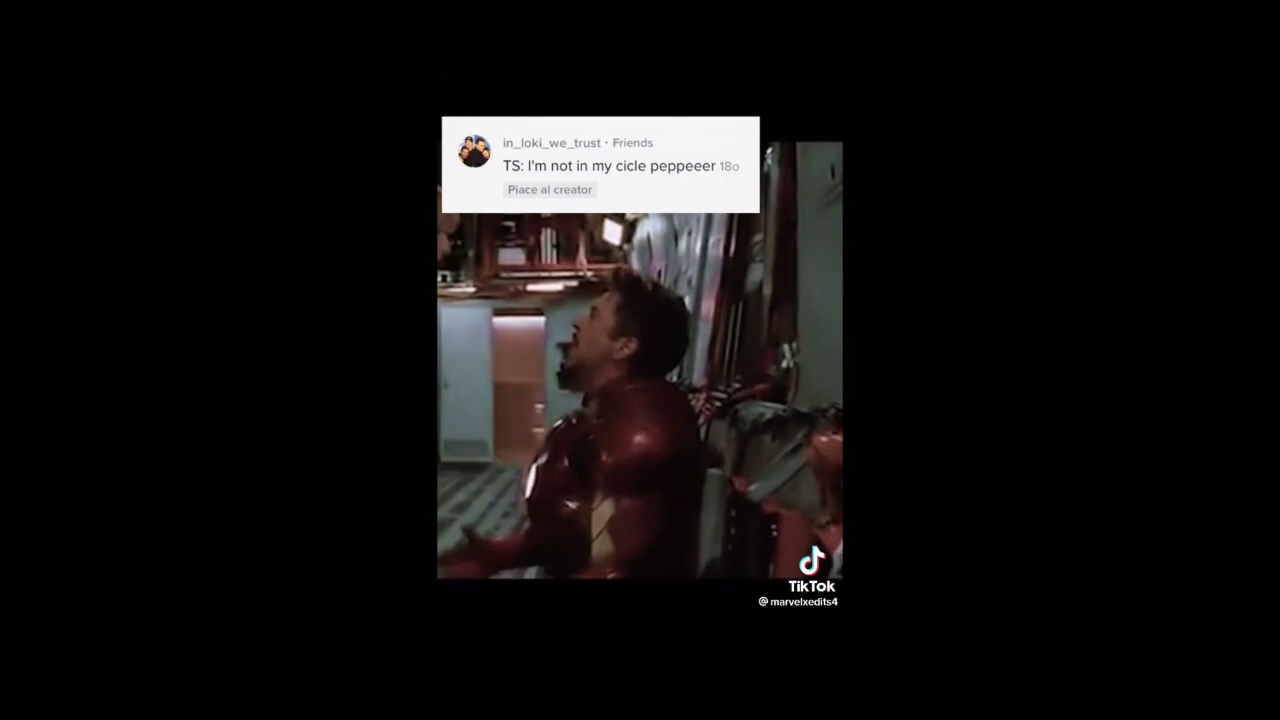 in_loki_we_trust · Friends
TS: I'm not in my cicle peppeeer 18o
Piace al creator
TikTok
@marvelxedits4